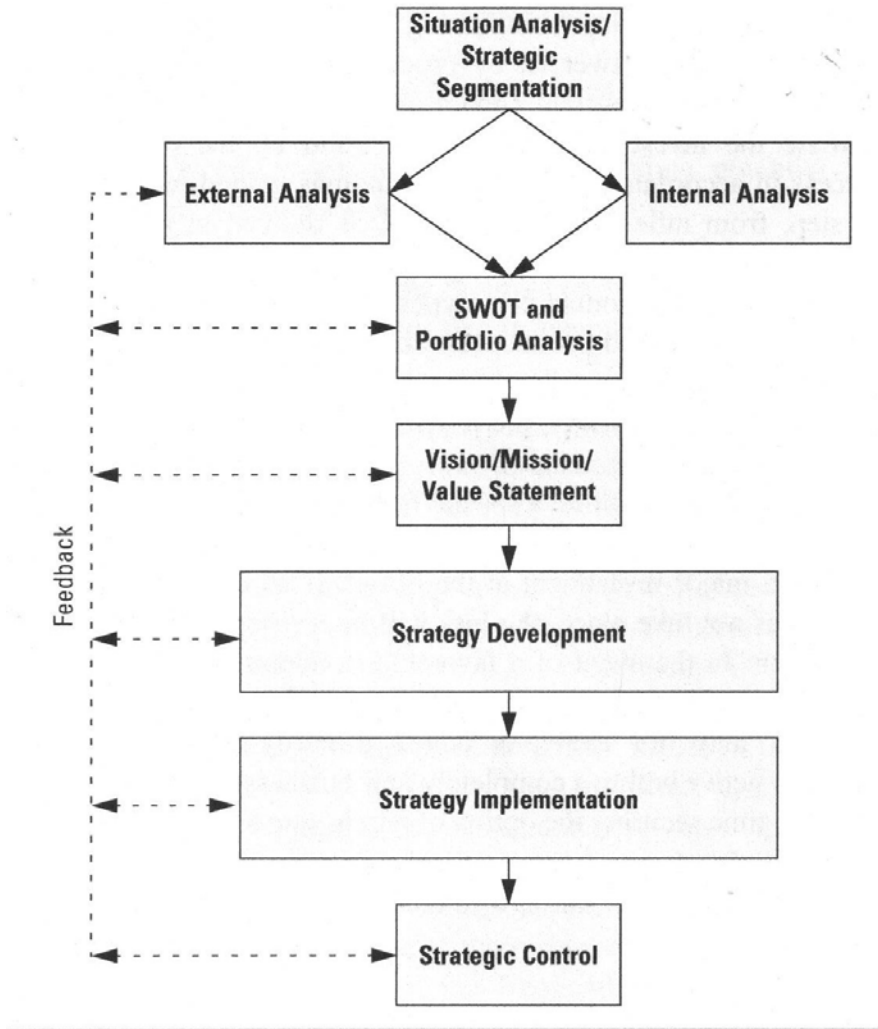 Situation Analysis/
Strategic
Segmentation
External Analysis
Internal Analysis
SWOT and
Portfolio Analysis
Vision/Mission/
Value Statement
Feedback
Strategy Development
Strategy Implementation
Strategic Control